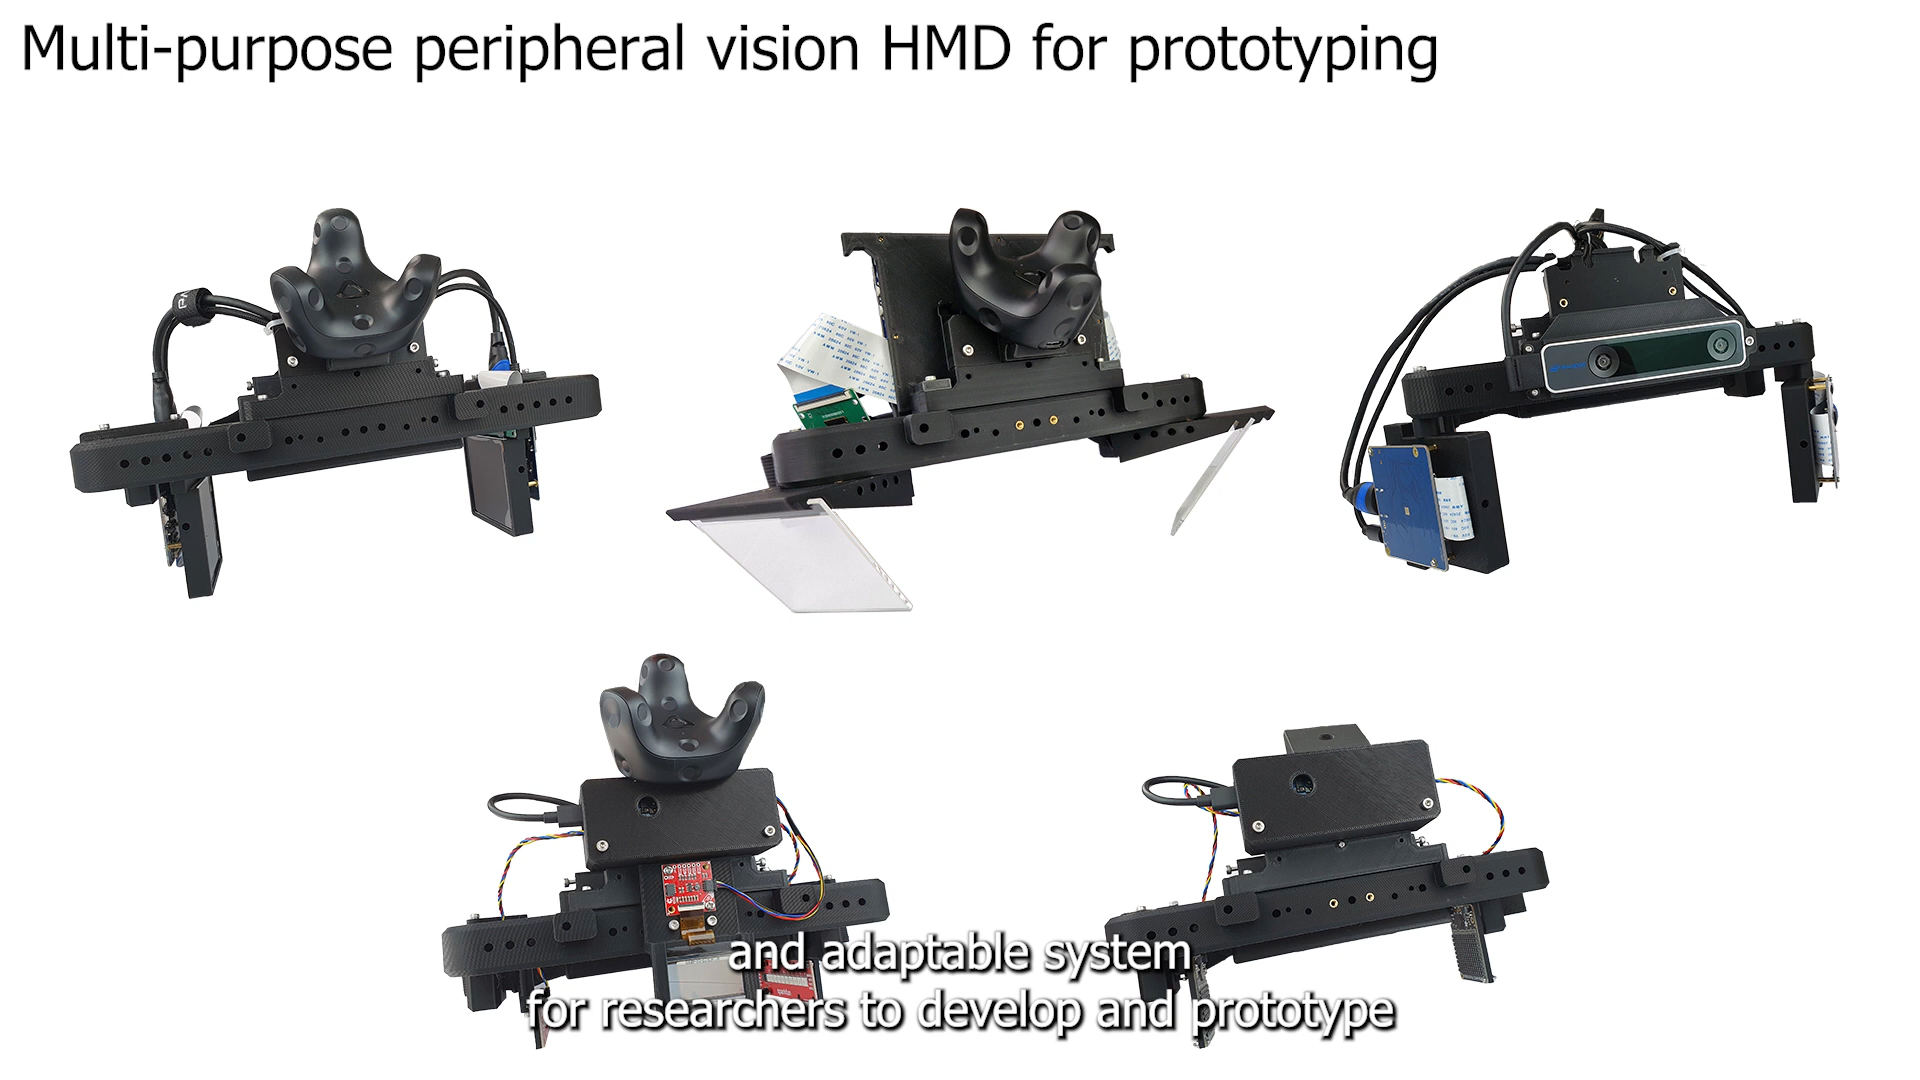 Multi-purpose peripheral vision HMD for prototyping
and adaptable system
for researchers to develop and prototype